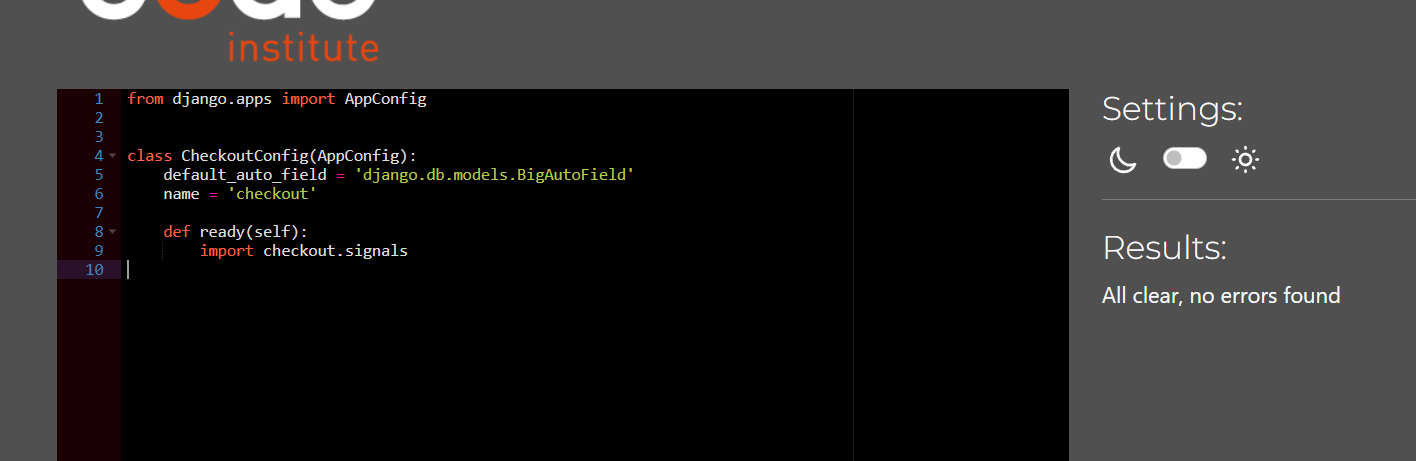 institute
1 from django.apps import AppConfig
2
3
4 class CheckoutConfig(AppConfig):
5     default_auto_field = 'django.db.models.BigAutoField'
6     name = 'checkout'
7
8     def ready(self):
9         import checkout.signals
10
Settings:
Results:
All clear, no errors found